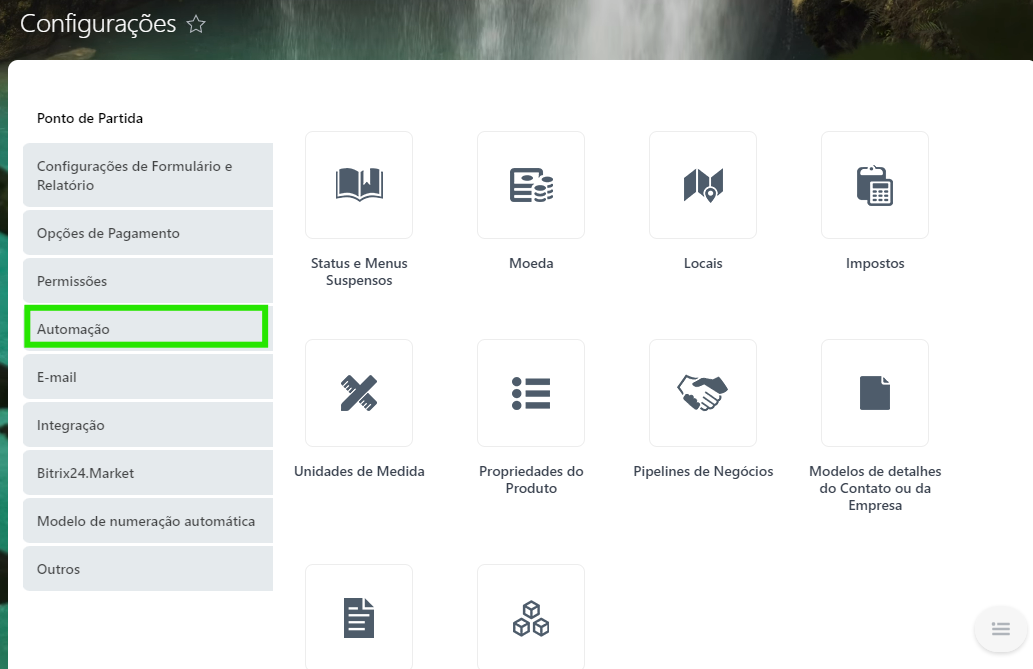 Configurações
Ponto de Partida
Configurações de Formulário e
Relatório
Opções de Pagamento
Permissões
Automação
E-mail
Integração
Bitrix24.Market
Modelo de numeração automática
Outros
Status e Menus
Suspensos
Moeda
Locais
Impostos
Unidades de Medida
Propriedades do
Produto
Pipelines de Negócios
Modelos de detalhes
do Contato ou da
Empresa